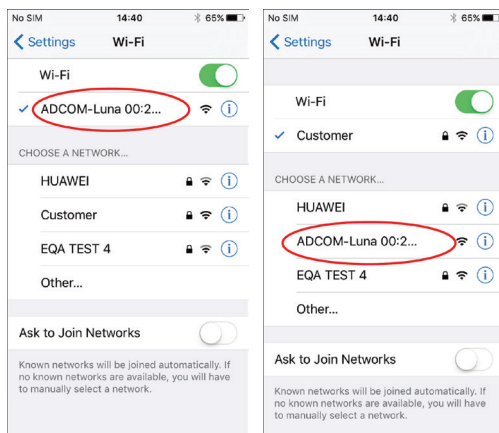 No SIM 14:40 65%
Settings Wi-Fi
Wi-Fi
ADCOM-Luna 00:2...
CHOOSE A NETWORK...
HUAWEI
Customer
EQA TEST 4
Other...
Ask to Join Networks
Known networks will be joined automatically. If
no known networks are available, you will have
to manually select a network.
No SIM 14:40 65%
Settings Wi-Fi
Wi-Fi
Customer
CHOOSE A NETWORK...
HUAWEI
ADCOM-Luna 00:2...
EQA TEST 4
Other...
Ask to Join Networks
Known networks will be joined automatically. If
no known networks are available, you will have
to manually select a network.